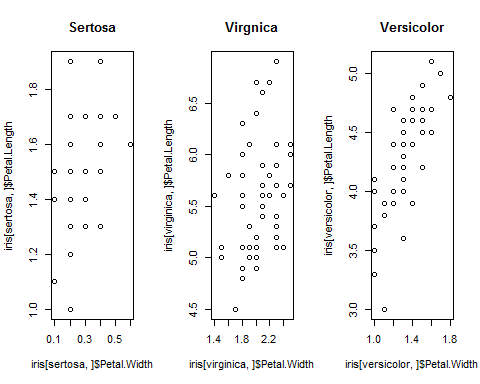 Sertosa
iris[sertosa, ]$Petal.Length
1.0 1.2 1.4 1.6 1.8
0.1 0.3 0.5
iris[sertosa, ]$Petal.Width
Virgnica
iris[virginica, ]$Petal.Length
4.5 5.0 5.5 6.0 6.5
1.4 1.8 2.2
iris[virginica, ]$Petal.Width
Versicolor
iris[versicolor, ]$Petal.Length
3.0 3.5 4.0 4.5 5.0
1.0 1.4 1.8
iris[versicolor, ]$Petal.Width